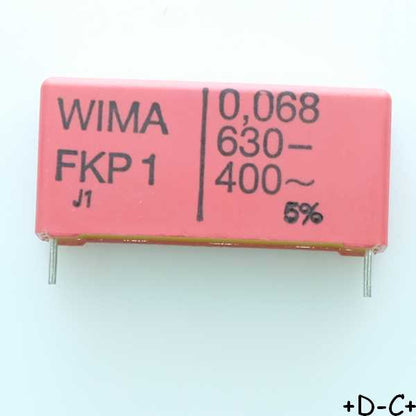 WIMA
FKP 1
J1
0,068
630–
400~
5%
+D-C+